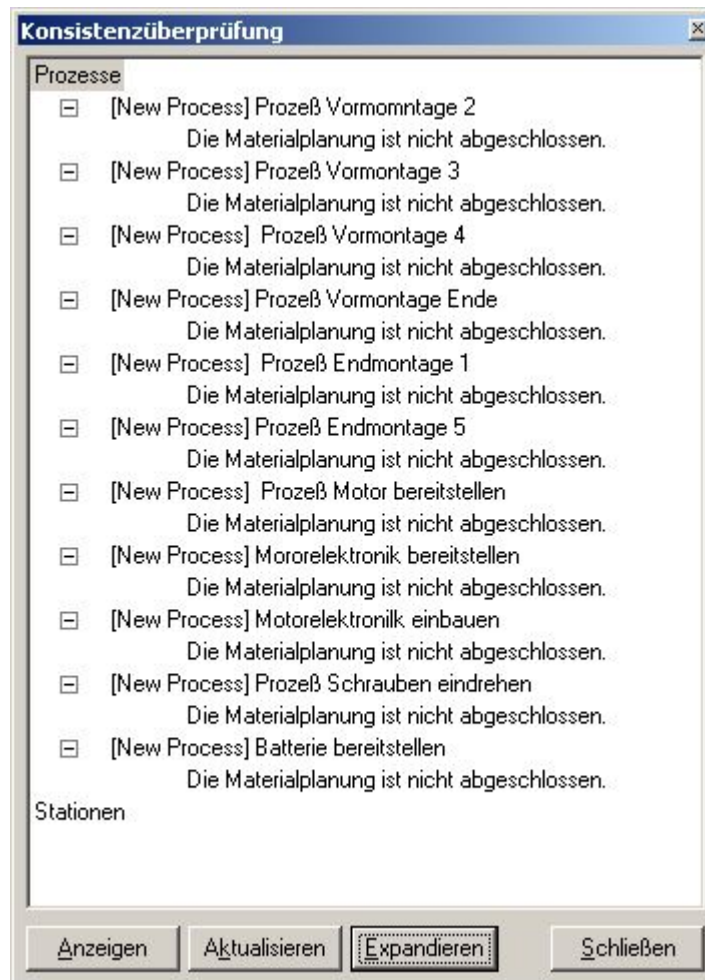 Konsistenzüberprüfung
Prozesse
[New Process] Prozeß Vormomntage 2
Die Materialplanung ist nicht abgeschlossen.
[New Process] Prozeß Vormontage 3
Die Materialplanung ist nicht abgeschlossen.
[New Process] Prozeß Vormontage 4
Die Materialplanung ist nicht abgeschlossen.
[New Process] Prozeß Vormontage Ende
Die Materialplanung ist nicht abgeschlossen.
[New Process] Prozeß Endmontage 1
Die Materialplanung ist nicht abgeschlossen.
[New Process] Prozeß Endmontage 5
Die Materialplanung ist nicht abgeschlossen.
[New Process] Prozeß Motor bereitstellen
Die Materialplanung ist nicht abgeschlossen.
[New Process] Mororelektronik bereitstellen
Die Materialplanung ist nicht abgeschlossen.
[New Process] Motorelektronilk einbauen
Die Materialplanung ist nicht abgeschlossen.
[New Process] Prozeß Schrauben eindrehen
Die Materialplanung ist nicht abgeschlossen.
[New Process] Batterie bereitstellen
Die Materialplanung ist nicht abgeschlossen.
Stationen
Anzeigen Aktualisieren Expandieren Schließen